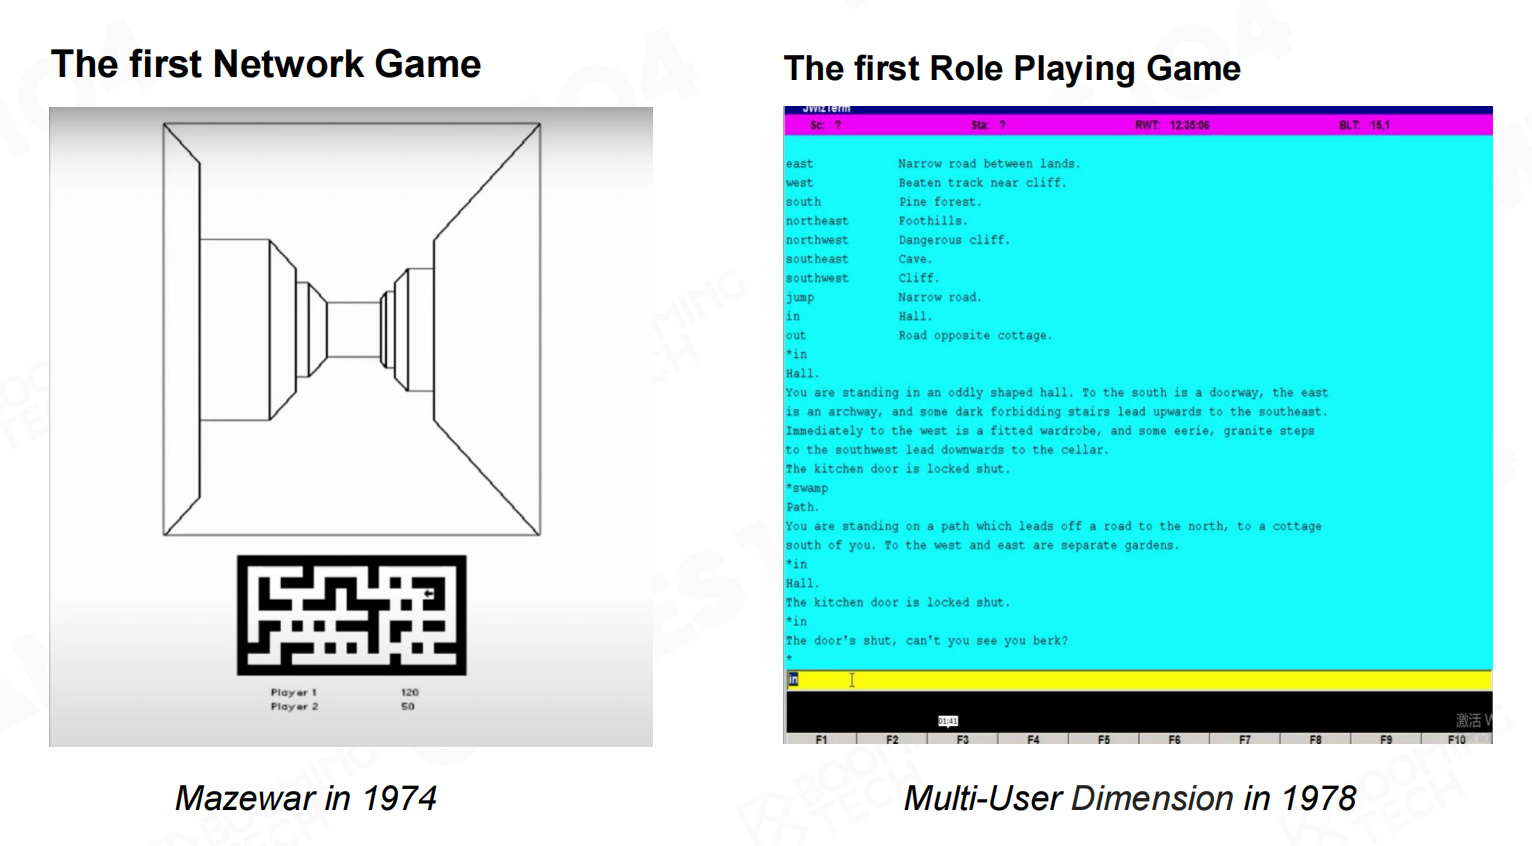 The first Network Game
Player 1 120
Player 2 50
Mazewar in 1974
The first Role Playing Game
JWizTerm
Sc: ? Sta: ? RWT: 12:35:06 BLT: 15,1
east Narrow road between lands.
west Beaten track near cliff.
south Pine forest.
northeast Foothills.
northwest Dangerous cliff.
southeast Cave.
southwest Cliff.
jump Narrow road.
in Hall.
out Road opposite cottage.
*in
Hall.
You are standing in an oddly shaped hall. To the south is a doorway, the east
is an archway, and some dark forbidding stairs lead upwards to the southeast.
Immediately to the west is a fitted wardrobe, and some eerie, granite steps
to the southwest lead downwards to the cellar.
The kitchen door is locked shut.
*swamp
Path.
You are standing on a path which leads off a road to the north, to a cottage
south of you. To the west and east are separate gardens.
*in
Hall.
The kitchen door is locked shut.
*in
The door's shut, can't you see you berk?
*
in
01:41
激活 W
F1 F2 F3 F4 F5 F6 F7 F8 F9 F10
Multi-User Dimension in 1978
BOOMING
TECH